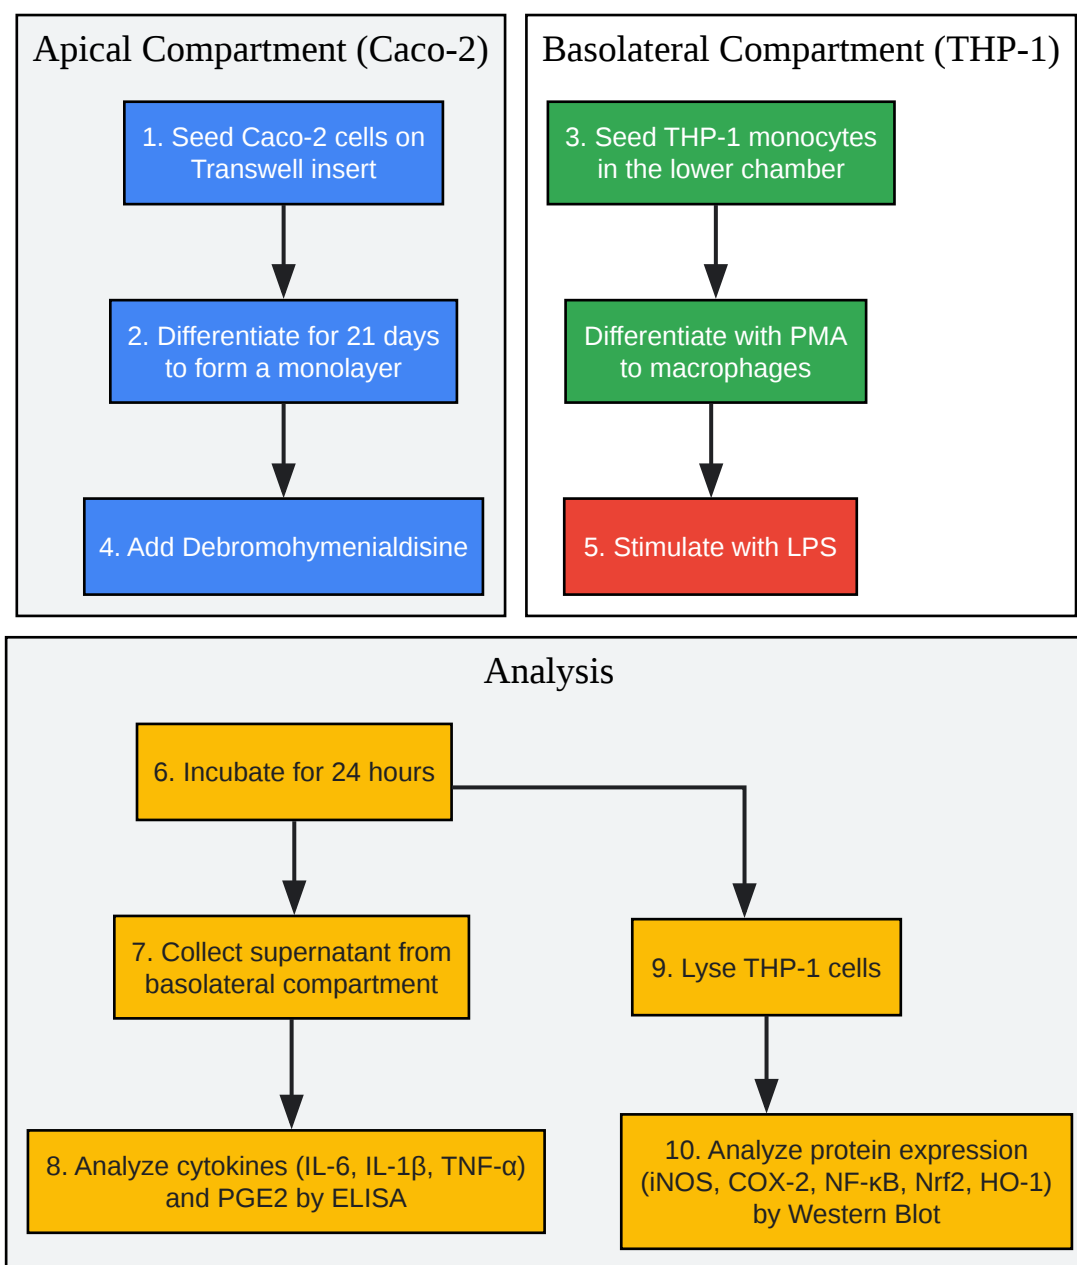 Apical Compartment (Caco-2)
1. Seed Caco-2 cells on
Transwell insert
2. Differentiate for 21 days
to form a monolayer
4. Add Debromohymenialdisine
Basolateral Compartment (THP-1)
3. Seed THP-1 monocytes
in the lower chamber
Differentiate with PMA
to macrophages
5. Stimulate with LPS
Analysis
6. Incubate for 24 hours
7. Collect supernatant from
basolateral compartment
8. Analyze cytokines (IL-6, IL-1β, TNF-α)
and PGE2 by ELISA
9. Lyse THP-1 cells
10. Analyze protein expression
(iNOS, COX-2, NF-κB, Nrf2, HO-1)
by Western Blot